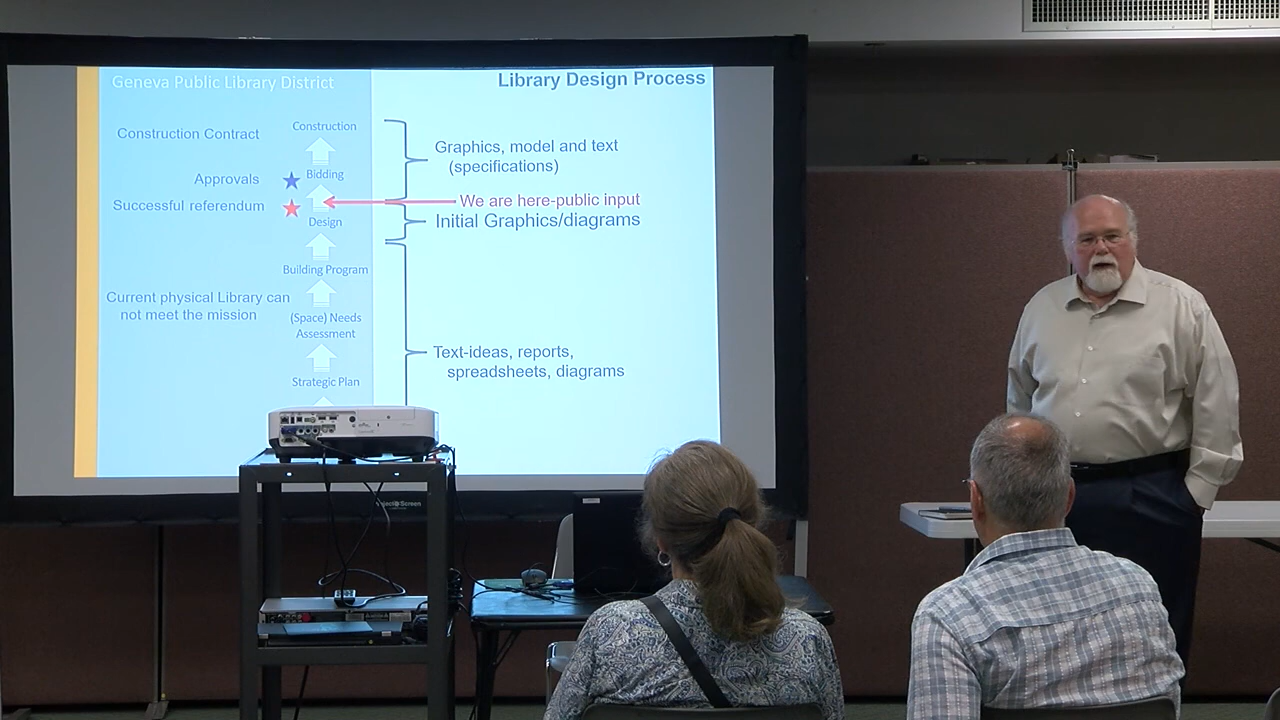 Geneva Public Library District
Library Design Process
Construction Contract
Construction
Graphics, model and text
(specifications)
Approvals
Bidding
Successful referendum
We are here-public input
Design
Initial Graphics/diagrams
Building Program
Current physical Library can
not meet the mission
(Space) Needs
Assessment
Text-ideas, reports,
spreadsheets, diagrams
Strategic Plan